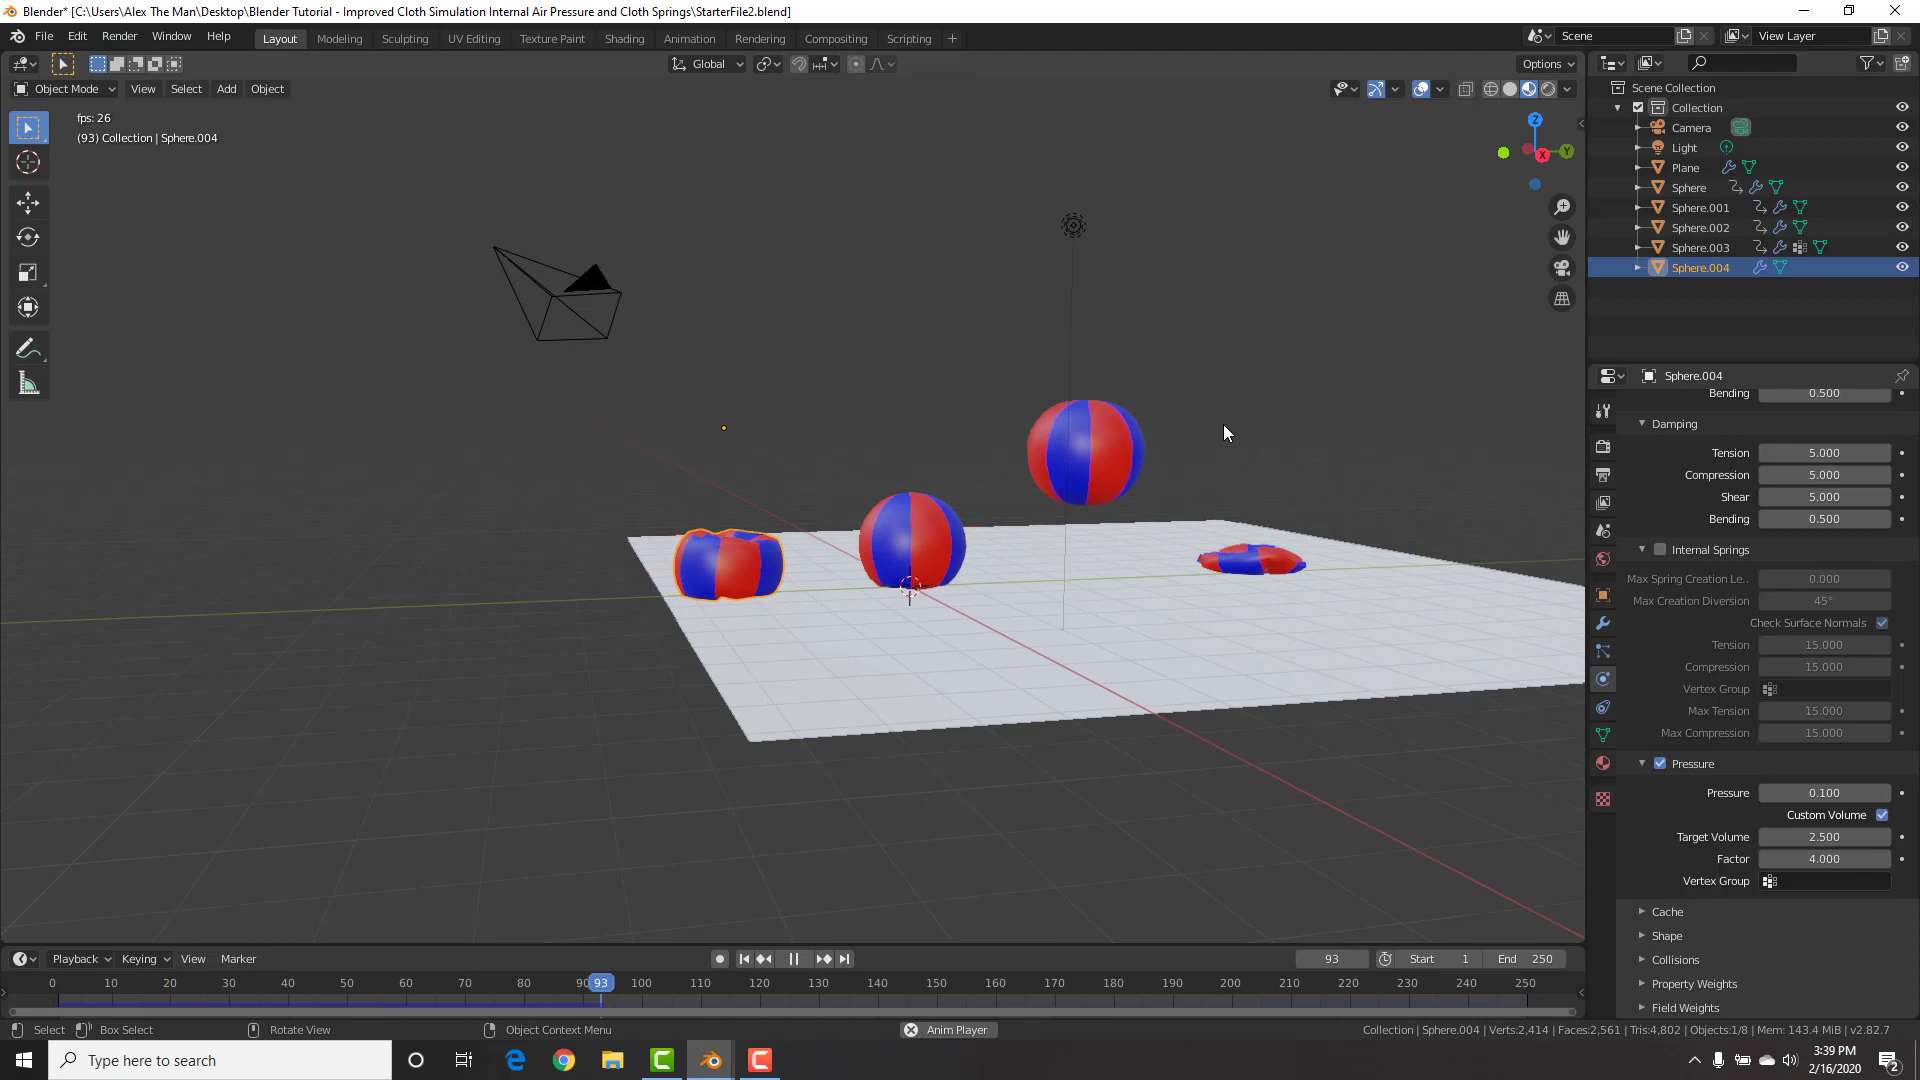 Blender* [C:\Users\Alex The Man\Desktop\Blender Tutorial - Improved Cloth Simulation Internal Air Pressure and Cloth Springs\StarterFile2.blend]
File Edit Render Window Help Layout Modeling Sculpting UV Editing Texture Paint Shading Animation Rendering Compositing Scripting + Scene View Layer
Global Options
Object Mode View Select Add Object
fps: 26
(93) Collection | Sphere.004
Z
X
Y
Scene Collection
Collection
Camera
Light
Plane
Sphere
Sphere.001
Sphere.002
Sphere.003
Sphere.004
Sphere.004
Bending 0.500
Damping
Tension 5.000
Compression 5.000
Shear 5.000
Bending 0.500
Internal Springs
Max Spring Creation Le.. 0.000
Max Creation Diversion 45°
Check Surface Normals
Tension 15.000
Compression 15.000
Vertex Group
Max Tension 15.000
Max Compression 15.000
Pressure
Pressure 0.100
Custom Volume
Target Volume 2.500
Factor 4.000
Vertex Group
Cache
Shape
Collisions
Property Weights
Field Weights
Playback Keying View Marker 93 Start 1 End 250
0 10 20 30 40 50 60 70 80 90 93 100 110 120 130 140 150 160 170 180 190 200 210 220 230 240 250
Select Box Select Rotate View Object Context Menu Anim Player Collection | Sphere.004 | Verts:2,414 | Faces:2,561 | Tris:4,802 | Objects:1/8 | Mem: 143.4 MiB | v2.82.7
Type here to search
3:39 PM
2/16/2020
2